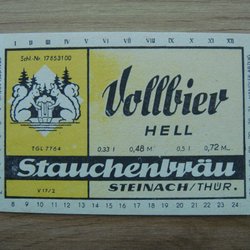 I II III IV V VI VII VIII IX X XI XII
Schl.-Nr. 17853100
Vollbier
HELL
TGL 7764
0,33 l 0,48 M 0,5 l 0,72 M
Stauchenbräu
STEINACH/THÜR.
V 17/2
8 9 10 11 12 13 14 15 16 17 18 19 20 21 22 23 24